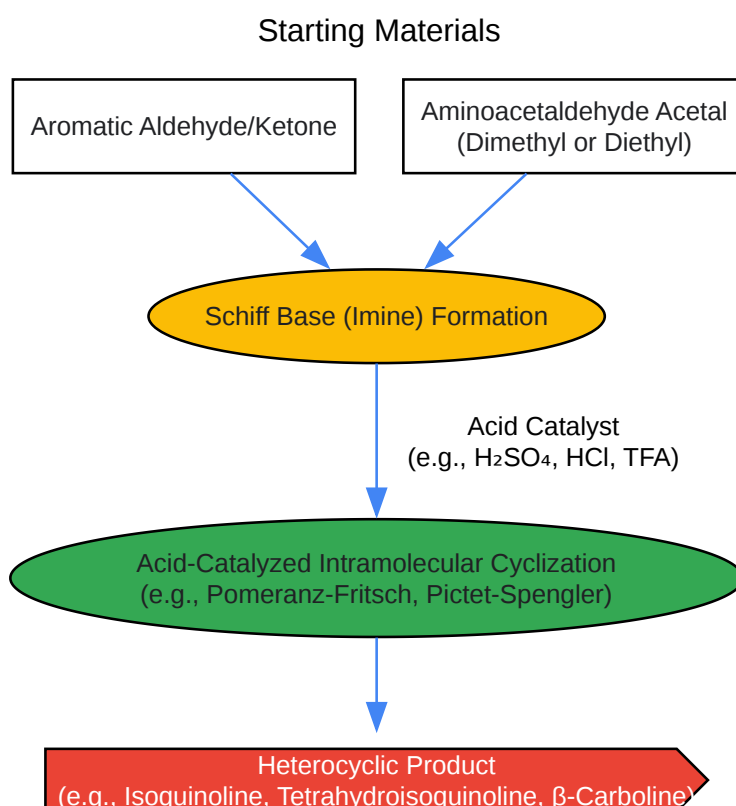 Starting Materials
Aromatic Aldehyde/Ketone
Aminoacetaldehyde Acetal
(Dimethyl or Diethyl)
Schiff Base (Imine) Formation
Acid Catalyst
(e.g., H₂SO₄, HCl, TFA)
Acid-Catalyzed Intramolecular Cyclization
(e.g., Pomeranz-Fritsch, Pictet-Spengler)
Heterocyclic Product
(e.g., Isoquinoline, Tetrahydroisoquinoline, β-Carboline)